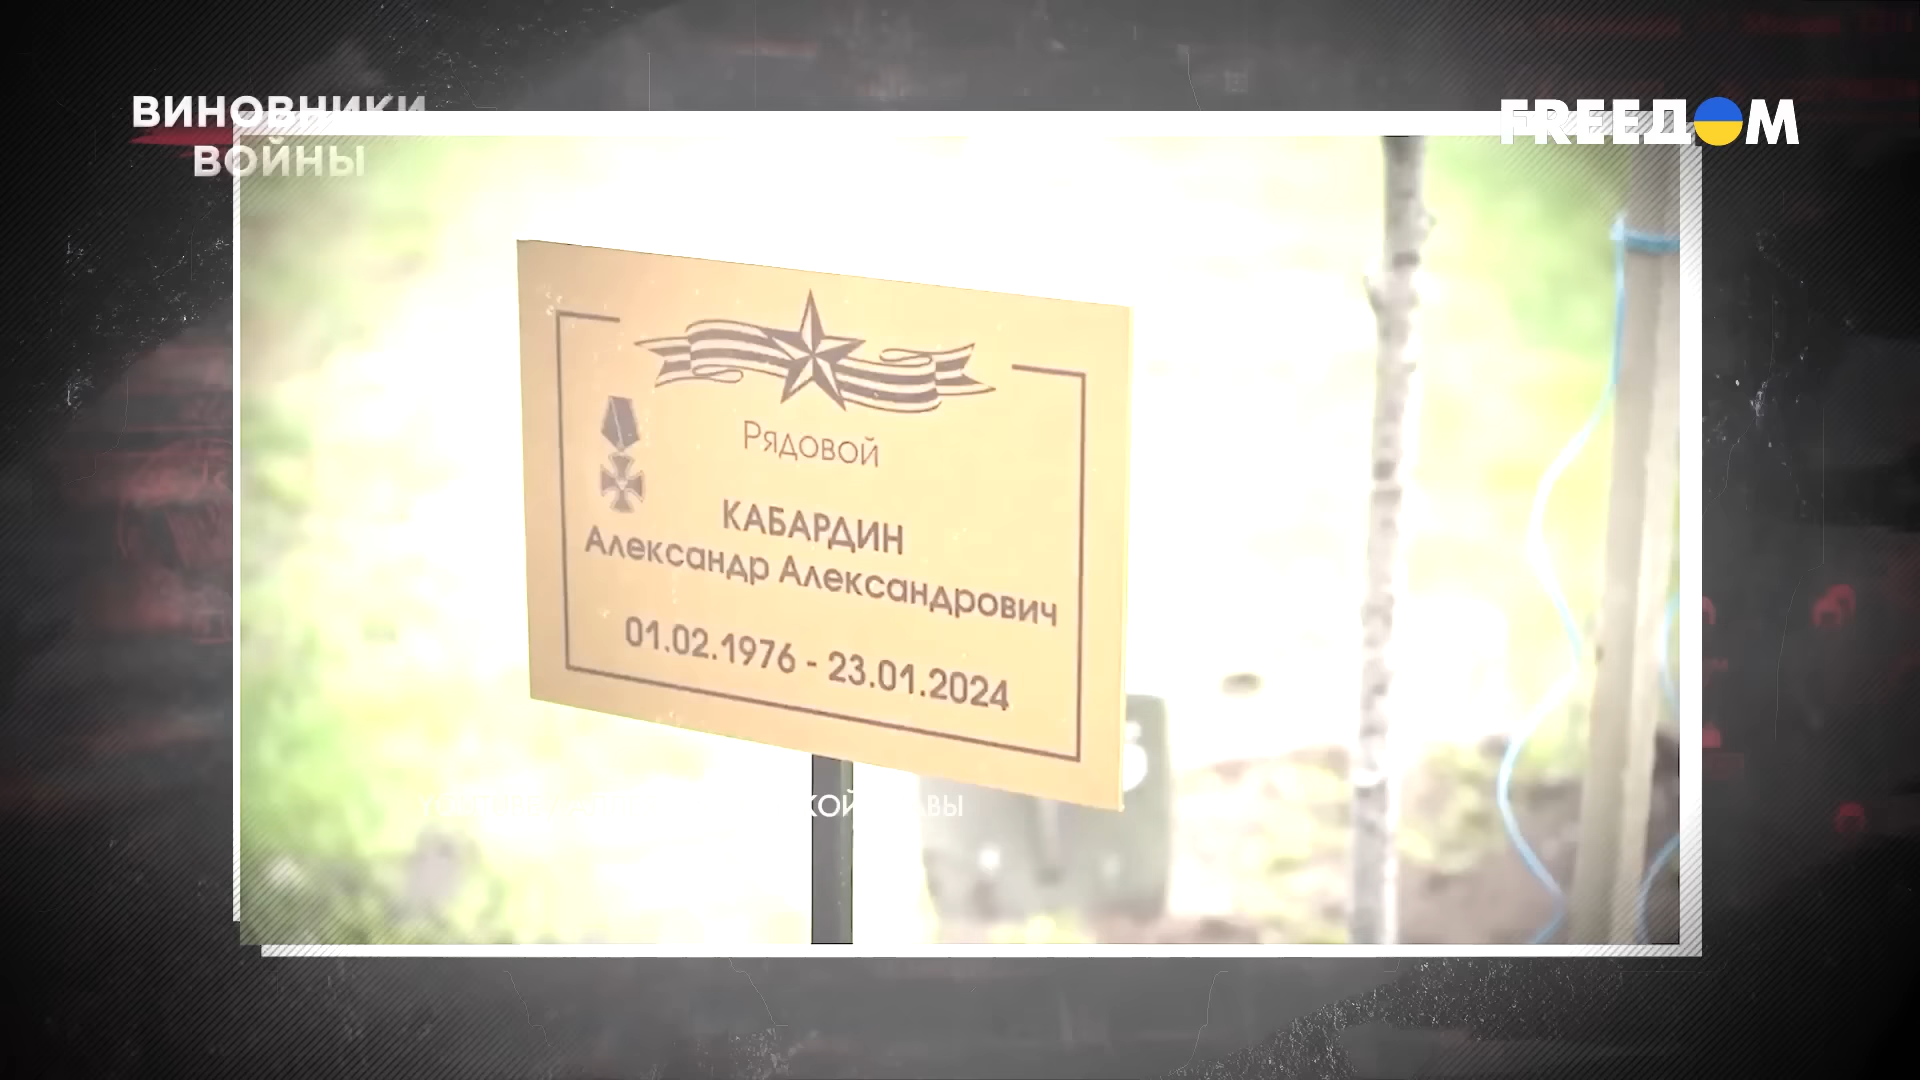 ВИНОВНИКИ
ВОЙНЫ
FREEДOM
Рядовой
КАБАРДИН
Александр Александрович
01.02.1976 - 23.01.2024